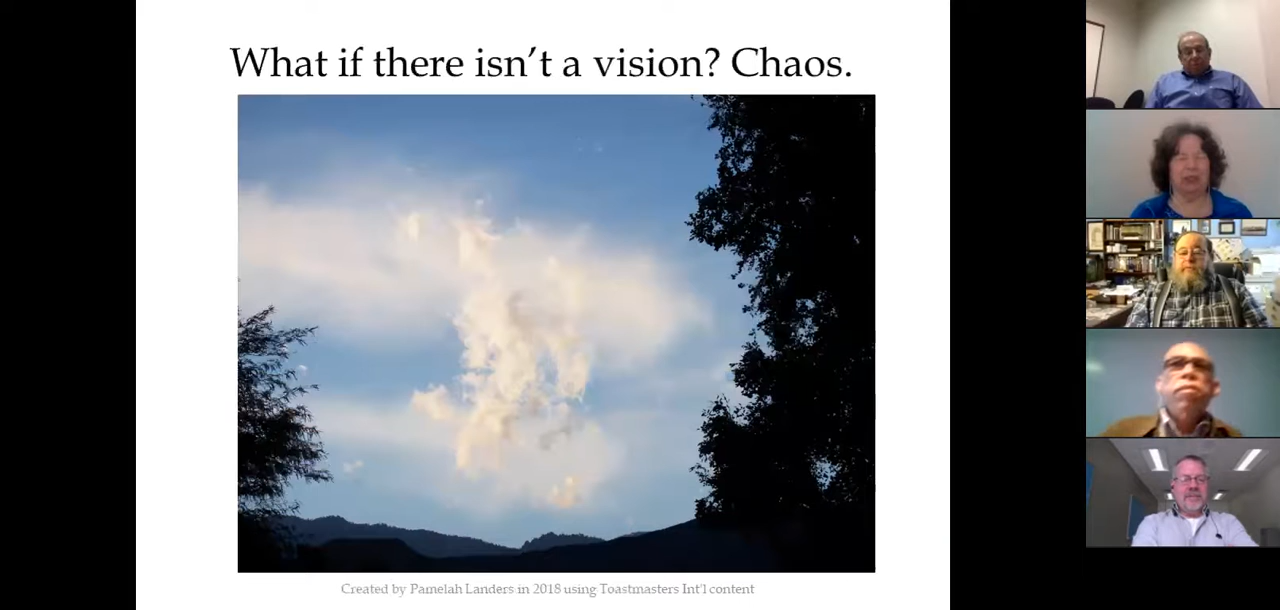 What if there isn’t a vision? Chaos.
Created by Pamelah Landers in 2018 using Toastmasters Int'l content